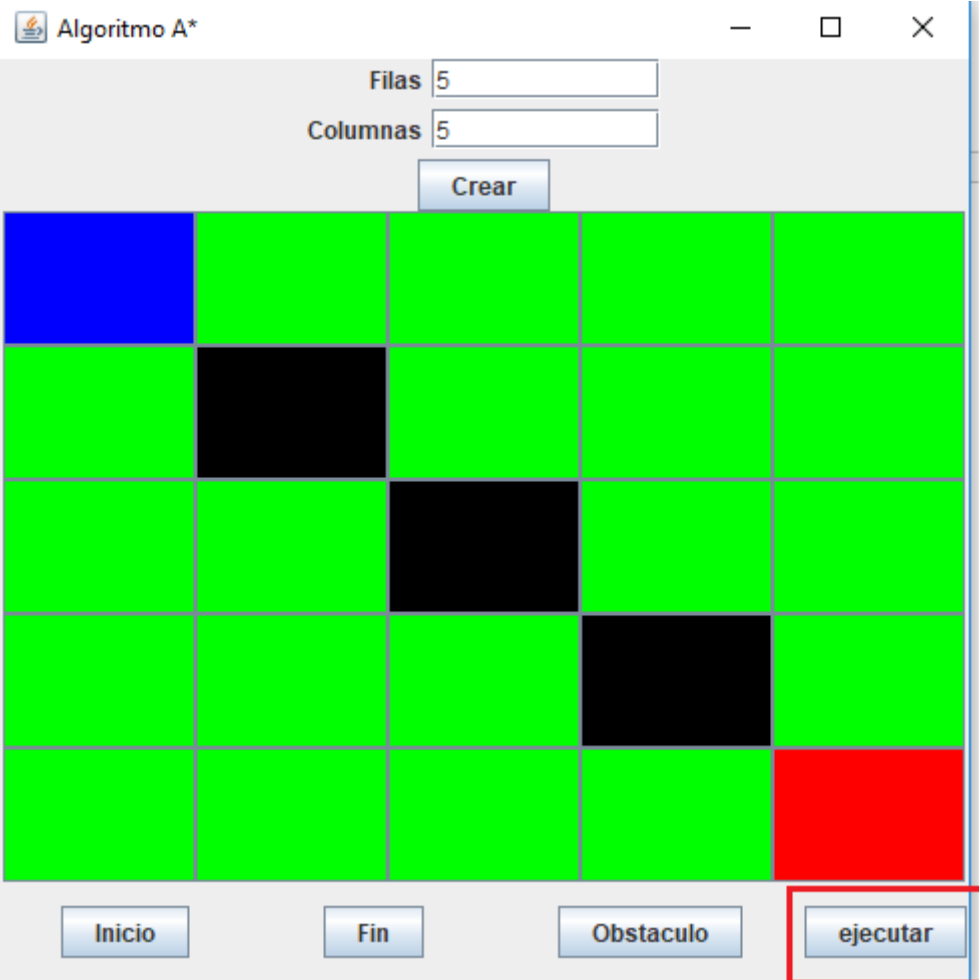 Algoritmo A*
Filas 5
Columnas 5
Crear
Inicio Fin Obstaculo ejecutar